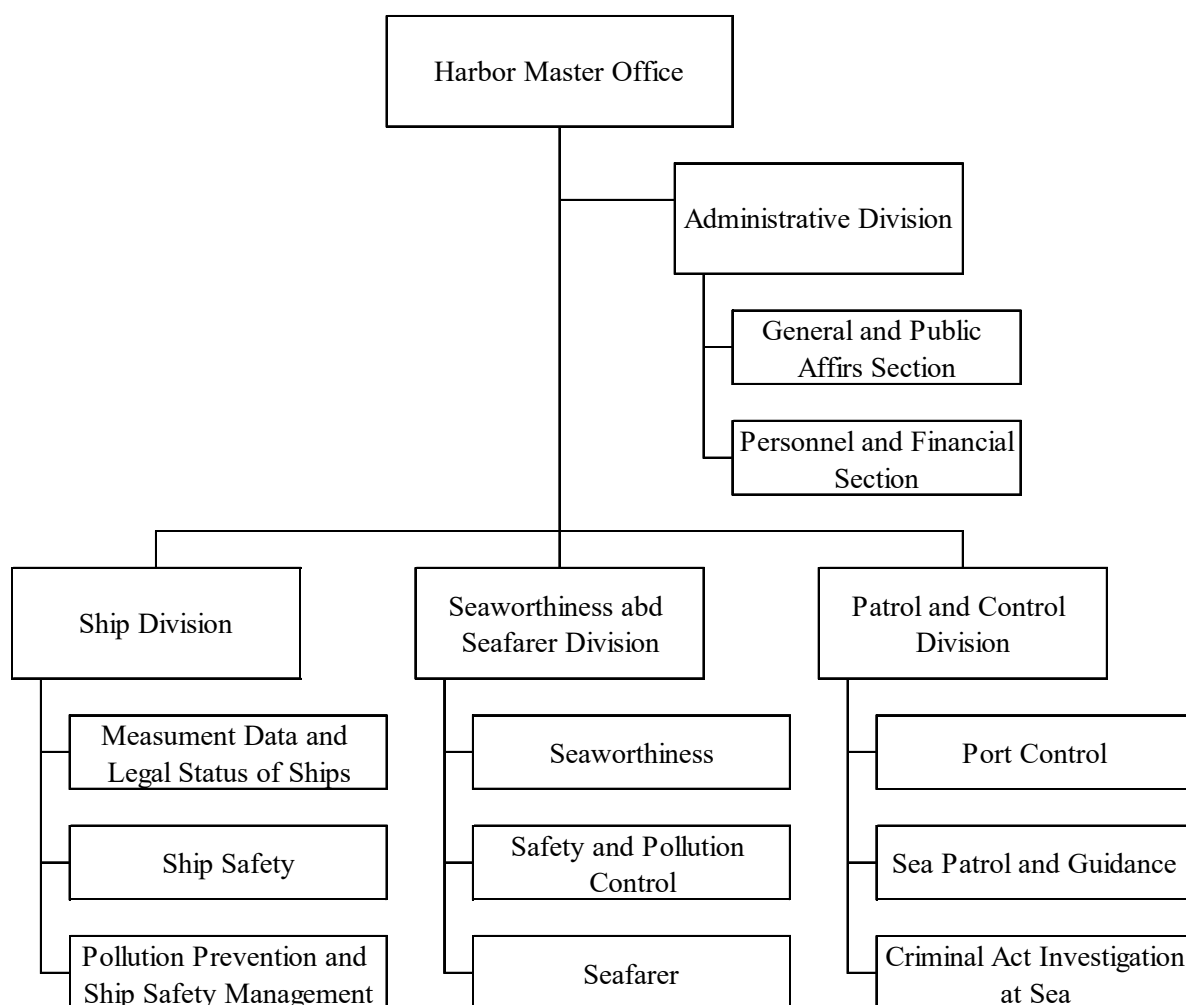 Harbor Master Office
Administrative Division
General and Public
Affirs Section
Personnel and Financial
Section
Ship Division
Seaworthiness abd
Seafarer Division
Patrol and Control
Division
Measument Data and
Legal Status of Ships
Ship Safety
Pollution Prevention and
Ship Safety Management
Seaworthiness
Safety and Pollution
Control
Seafarer
Port Control
Sea Patrol and Guidance
Criminal Act Investigation
at Sea